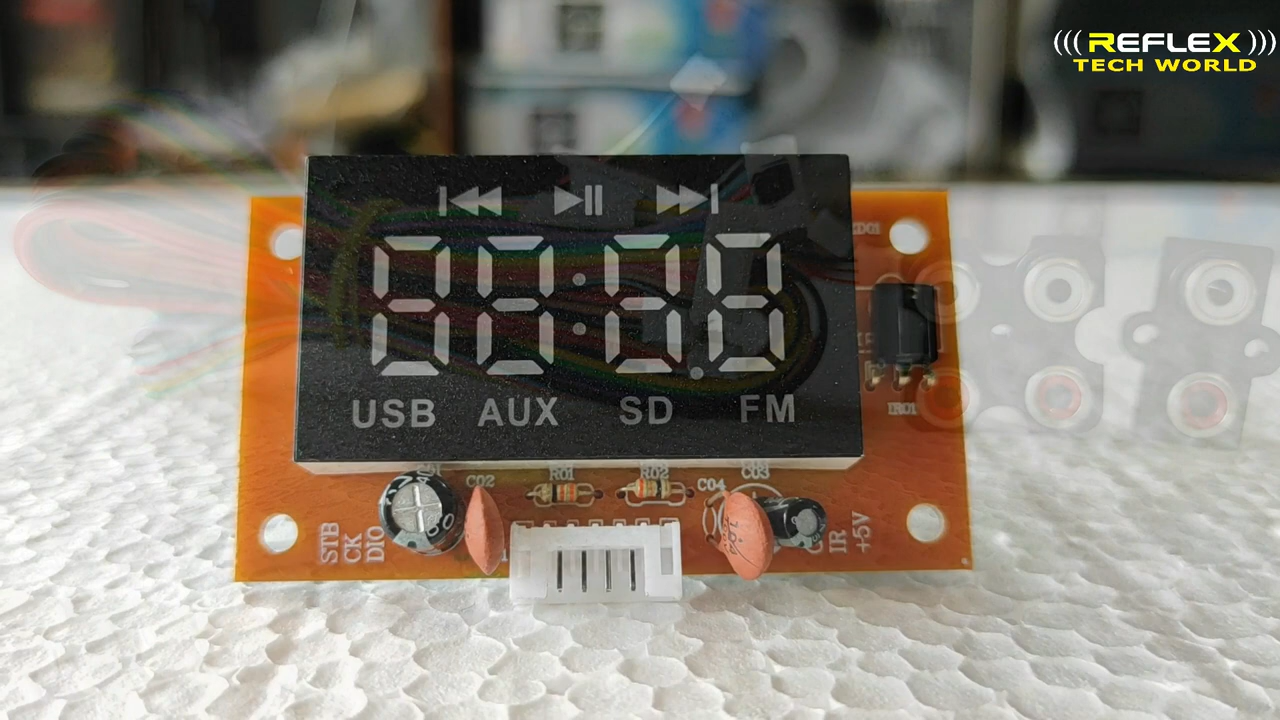 REFLEX
TECH WORLD
USB AUX SD FM
C02
R01
R02
C03
C04
IR01
STB
CK
DIO
IR
+5V